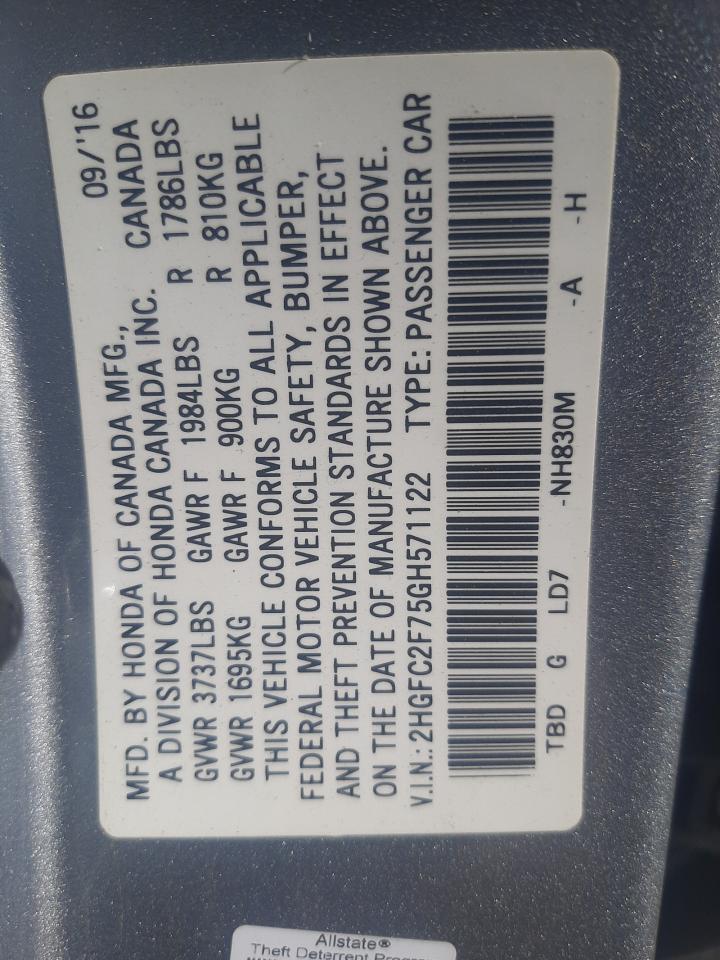 MFD. BY HONDA OF CANADA MFG., 09/'16
A DIVISION OF HONDA CANADA INC. CANADA
GVWR 3737LBS GAWR F 1984LBS R 1786LBS
GVWR 1695KG GAWR F 900KG R 810KG
THIS VEHICLE CONFORMS TO ALL APPLICABLE
FEDERAL MOTOR VEHICLE SAFETY, BUMPER,
AND THEFT PREVENTION STANDARDS IN EFFECT
ON THE DATE OF MANUFACTURE SHOWN ABOVE.
V.I.N.: 2HGFC2F75GH571122 TYPE: PASSENGER CAR
TBD G LD7 -NH830M -A -H
Allstate®
Theft Deterrent